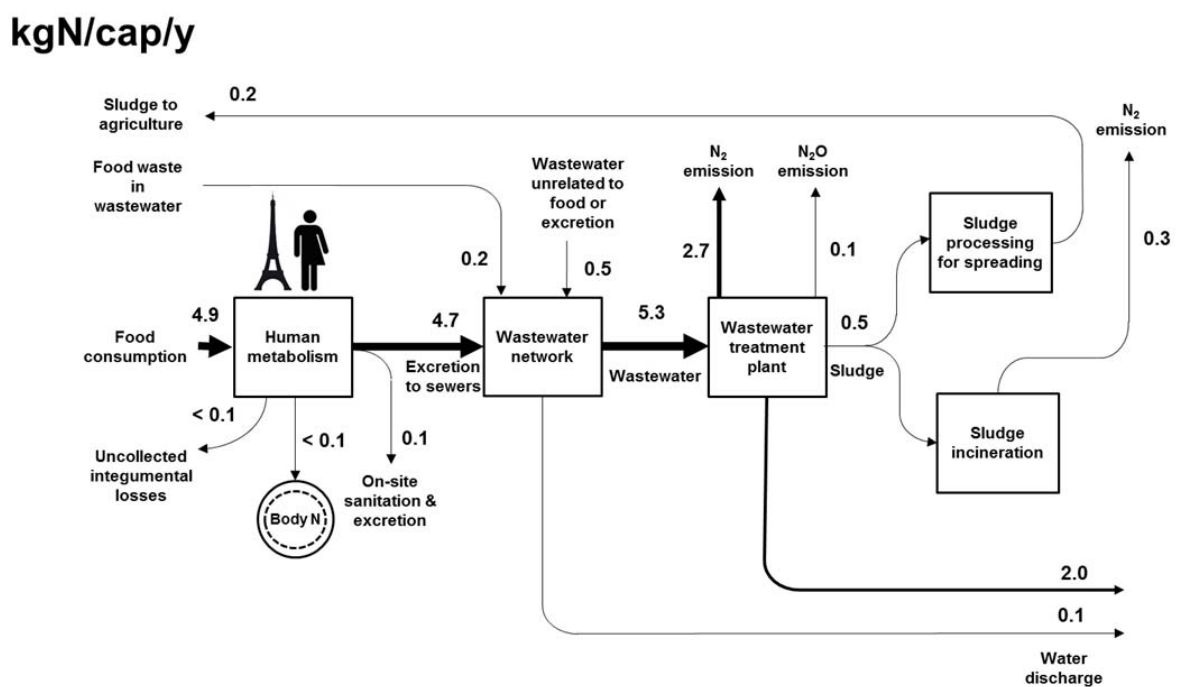 kgN/cap/y
Sludge to
agriculture
0.2
N₂
emission
Food waste
in
wastewater
Wastewater
unrelated to
food or
excretion
N₂
emission
N₂O
emission
Sludge
processing
for spreading
0.3
0.2
0.5
2.7
0.1
4.9
Food
consumption
Human
metabolism
4.7
Excretion
to sewers
Wastewater
network
5.3
Wastewater
Wastewater
treatment
plant
0.5
Sludge
Sludge
incineration
< 0.1
Uncollected
integumental
losses
< 0.1
Body N
0.1
On-site
sanitation &
excretion
2.0
0.1
Water
discharge